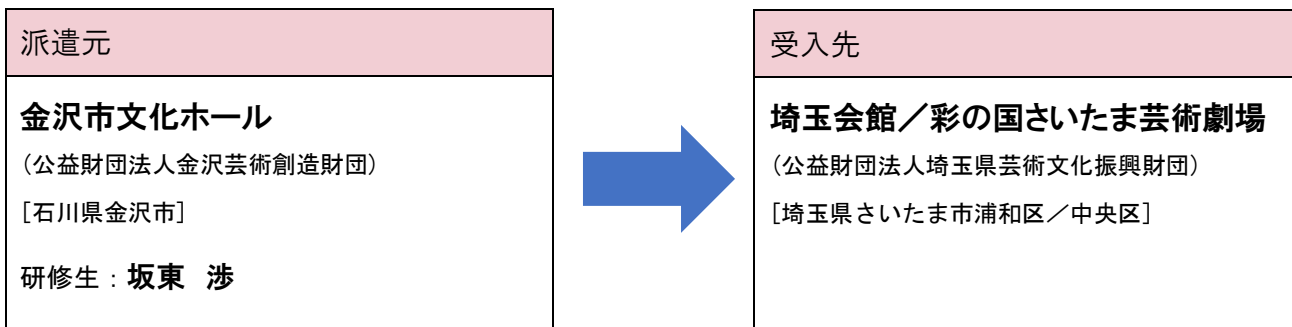 派遣元
金沢市文化ホール
（公益財団法人金沢芸術創造財団）
［石川県金沢市］
研修生：坂東　渉
受入先
埼玉会館／彩の国さいたま芸術劇場
（公益財団法人埼玉県芸術文化振興財団）
［埼玉県さいたま市浦和区／中央区］